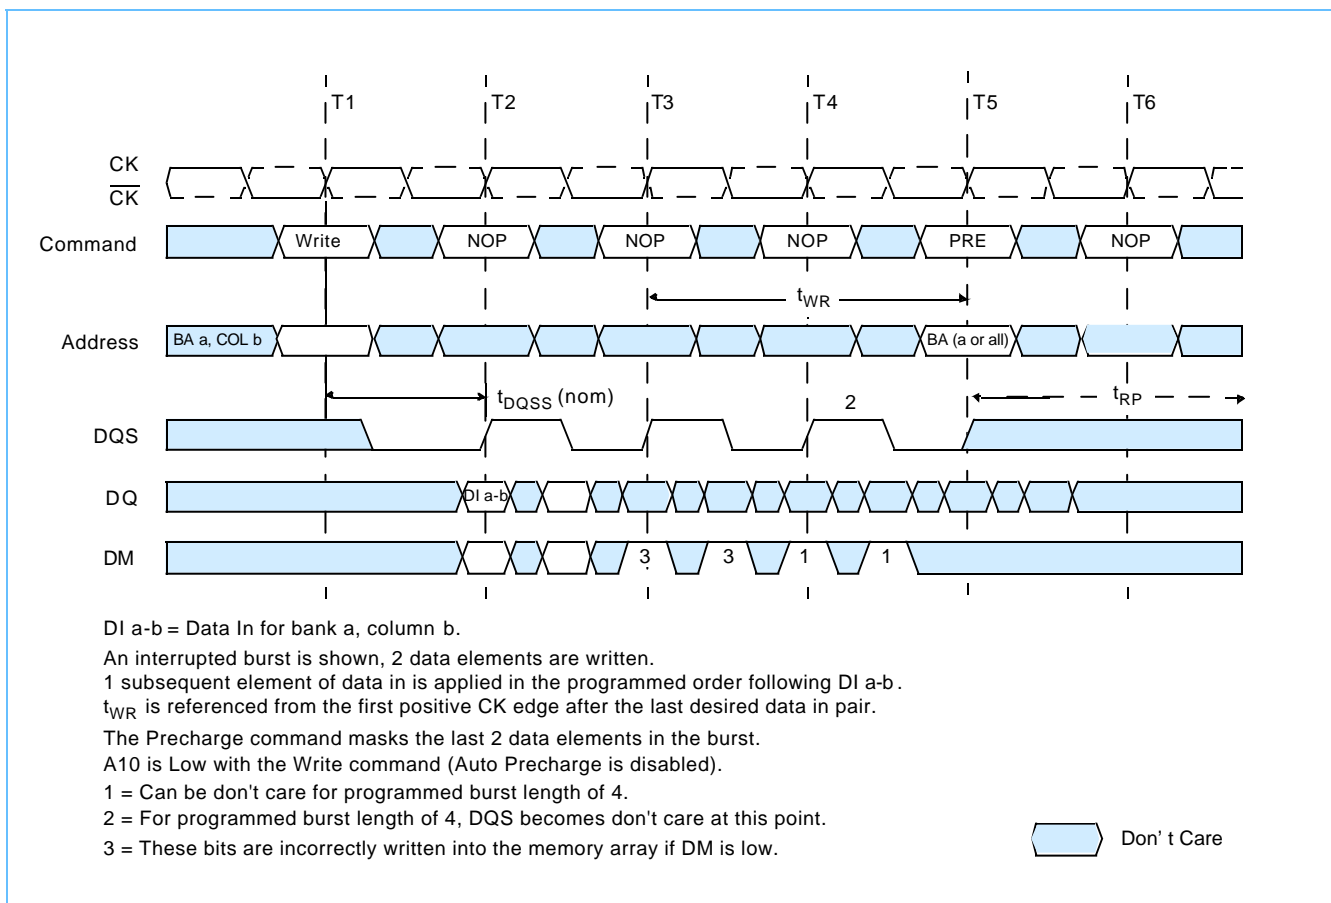 T1 T2 T3 T4 T5 T6
CK
CK
Command Write NOP NOP NOP PRE NOP
tWR
Address BA a, COL b BA (a or all)
tDQSS (nom) 2 tRP
DQS
DQ DI a-b
DM 3 3 1 1
DI a-b = Data In for bank a, column b.
An interrupted burst is shown, 2 data elements are written.
1 subsequent element of data in is applied in the programmed order following DI a-b.
tWR is referenced from the first positive CK edge after the last desired data in pair.
The Precharge command masks the last 2 data elements in the burst.
A10 is Low with the Write command (Auto Precharge is disabled).
1 = Can be don't care for programmed burst length of 4.
2 = For programmed burst length of 4, DQS becomes don't care at this point.
3 = These bits are incorrectly written into the memory array if DM is low.
Don' t Care